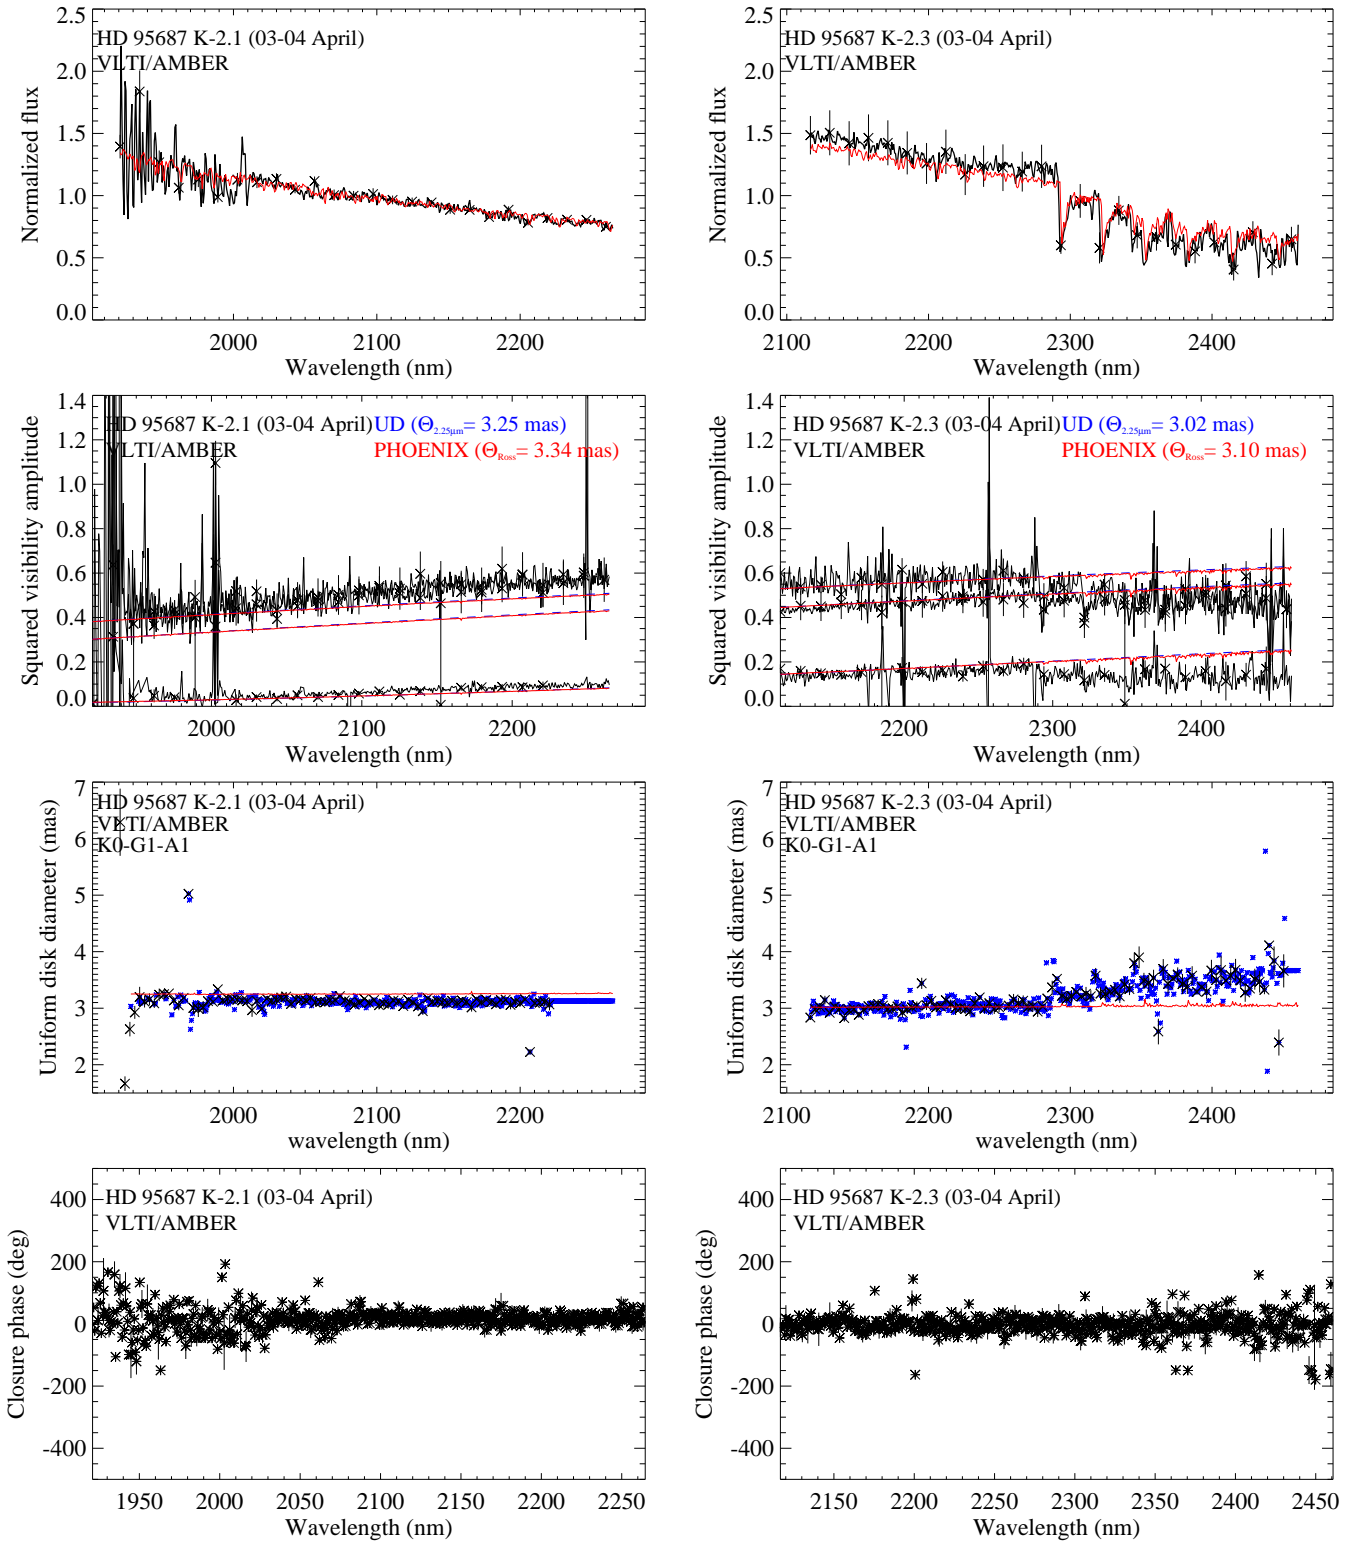 2.5
2.0
1.5
1.0
0.5
0.0
Normalized flux
HD 95687 K-2.1 (03-04 April)
VLTI/AMBER
2000 2100 2200
Wavelength (nm)
2.5
2.0
1.5
1.0
0.5
0.0
Normalized flux
HD 95687 K-2.3 (03-04 April)
VLTI/AMBER
2100 2200 2300 2400
Wavelength (nm)
1.4
1.2
1.0
0.8
0.6
0.4
0.2
0.0
Squared visibility amplitude
HD 95687 K-2.1 (03-04 April) UD (Θ2.25μm= 3.25 mas)
VLTI/AMBER PHOENIX (ΘRoss= 3.34 mas)
2000 2100 2200
Wavelength (nm)
1.4
1.2
1.0
0.8
0.6
0.4
0.2
0.0
Squared visibility amplitude
HD 95687 K-2.3 (03-04 April) UD (Θ2.25μm= 3.02 mas)
VLTI/AMBER PHOENIX (ΘRoss= 3.10 mas)
2200 2300 2400
Wavelength (nm)
7
6
5
4
3
2
Uniform disk diameter (mas)
HD 95687 K-2.1 (03-04 April)
VLTI/AMBER
K0-G1-A1
2000 2100 2200
wavelength (nm)
7
6
5
4
3
2
Uniform disk diameter (mas)
HD 95687 K-2.3 (03-04 April)
VLTI/AMBER
K0-G1-A1
2100 2200 2300 2400
wavelength (nm)
400
200
0
-200
-400
Closure phase (deg)
HD 95687 K-2.1 (03-04 April)
VLTI/AMBER
1950 2000 2050 2100 2150 2200 2250
Wavelength (nm)
400
200
0
-200
-400
Closure phase (deg)
HD 95687 K-2.3 (03-04 April)
VLTI/AMBER
2150 2200 2250 2300 2350 2400 2450
Wavelength (nm)